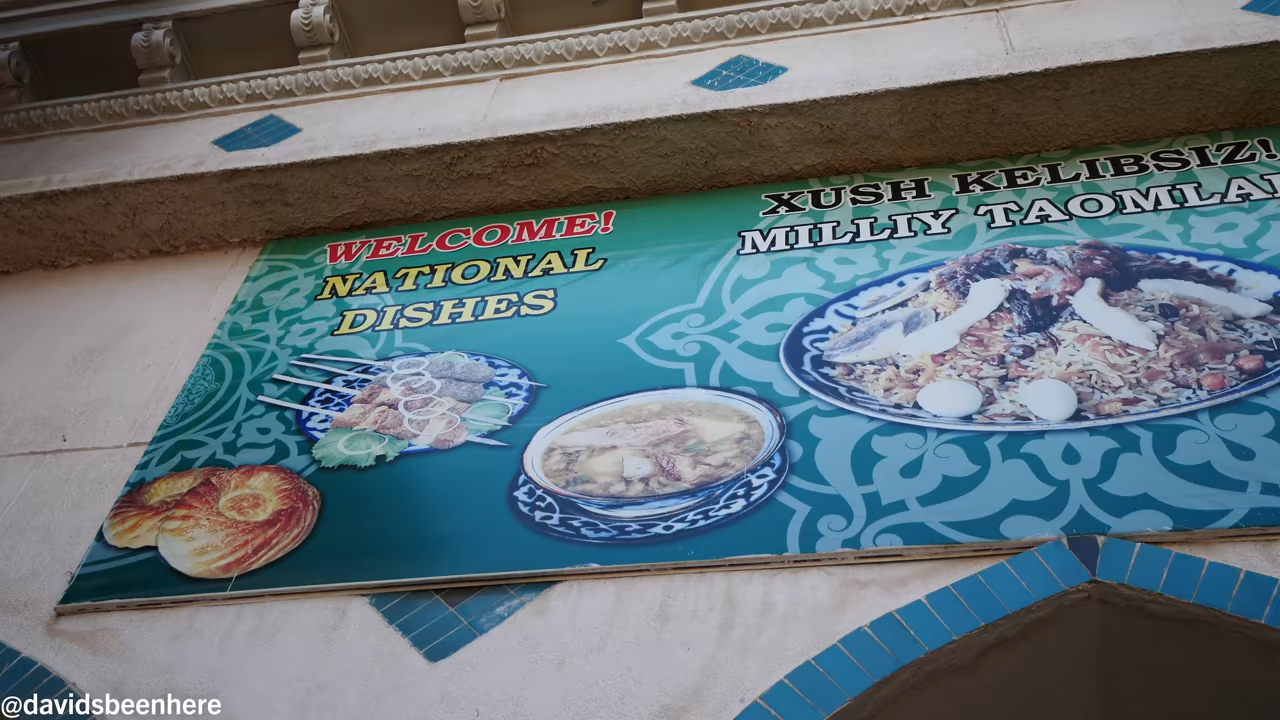 WELCOME!
NATIONAL
DISHES
XUSH KELIBSIZ!
MILLIY
@davidsbeenhere